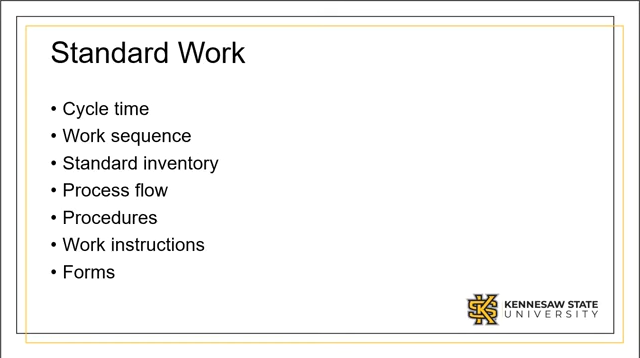 Standard Work
• Cycle time
• Work sequence
• Standard inventory
• Process flow
• Procedures
• Work instructions
• Forms
KENNESAW STATE
UNIVERSITY